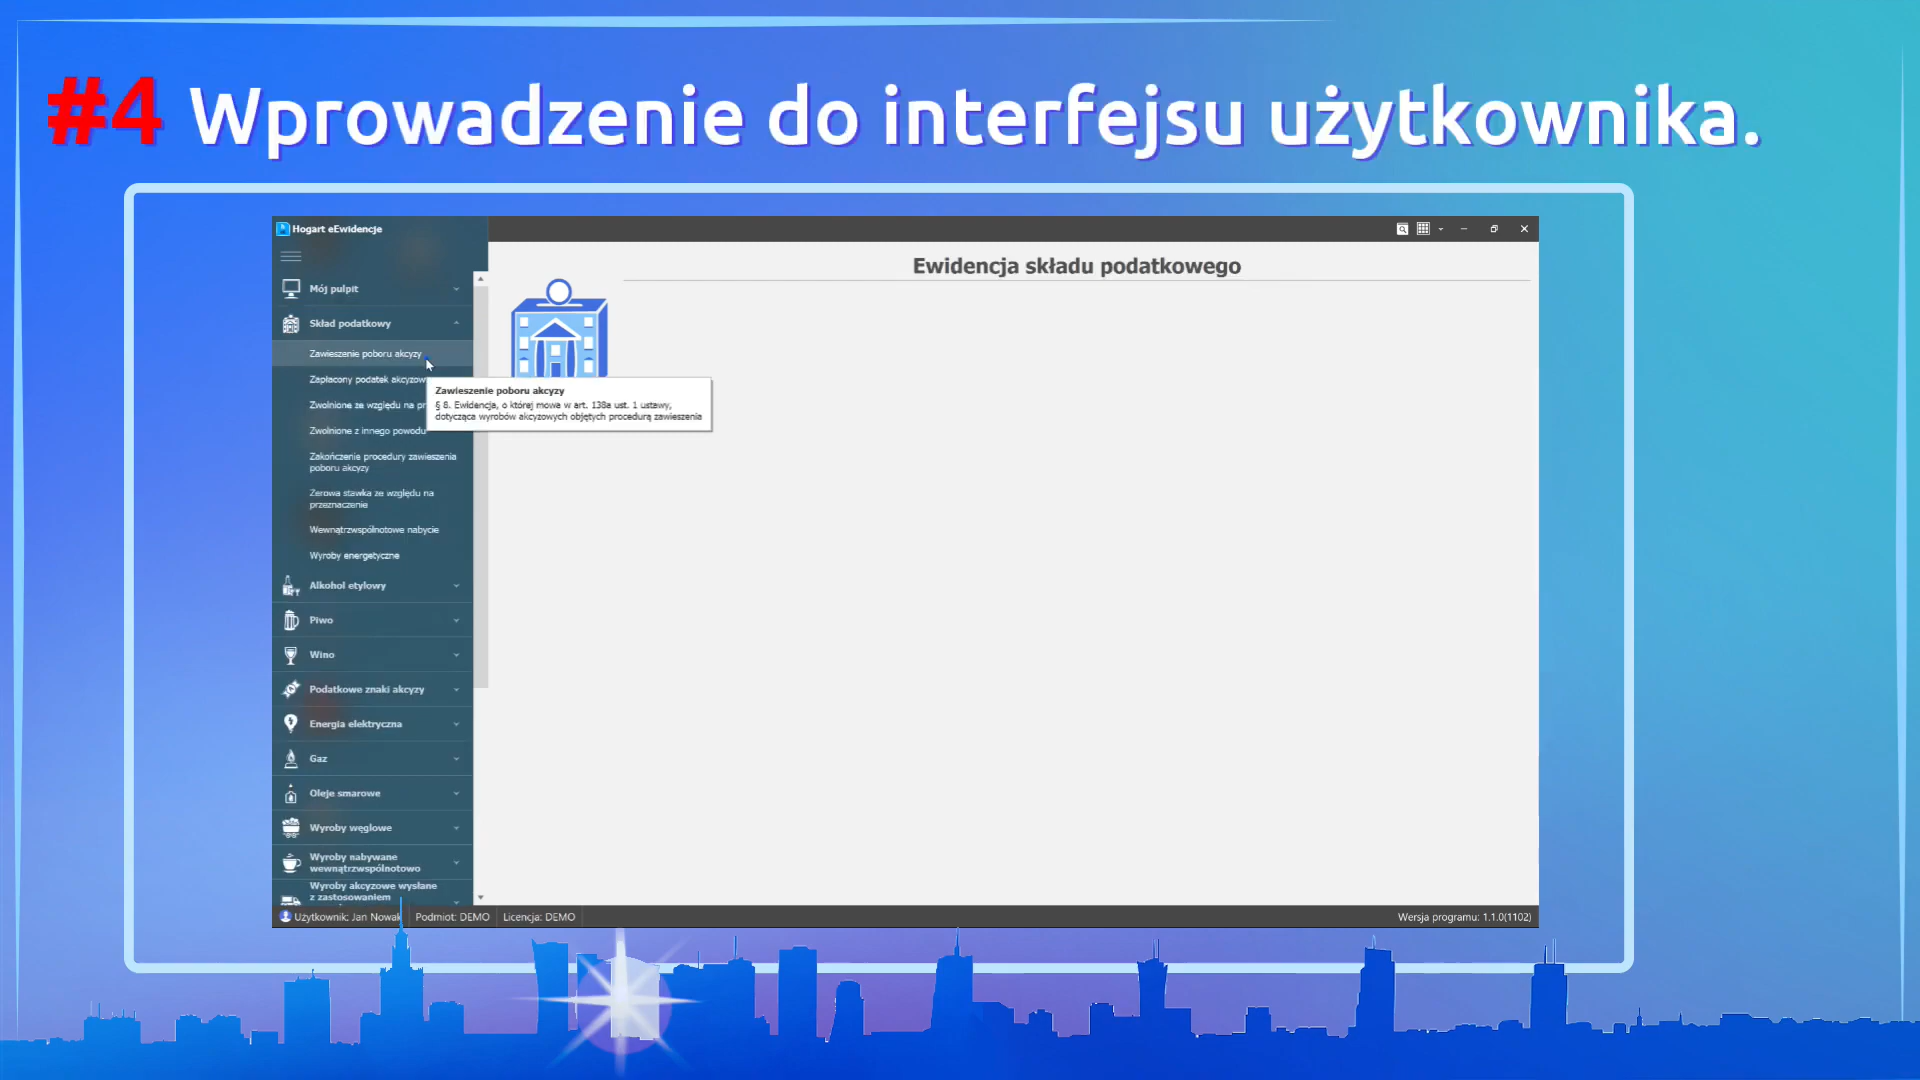 #4 Wprowadzenie do interfejsu użytkownika.
Hogart eEwidencje
Ewidencja składu podatkowego
Mój pulpit
Skład podatkowy
Zawieszenie poboru akcyzy
Zapłacony podatek akcyzow
Zwolnione ze względu na pr
Zwolnione z innego powodu
Zakończenie procedury zawieszenia
poboru akcyzy
Zerowa stawka ze względu na
przeznaczenie
Wewnątrzwspólnotowe nabycie
Wyroby energetyczne
Zawieszenie poboru akcyzy
§ 8. Ewidencja, o której mowa w art. 138a ust. 1 ustawy,
dotycząca wyrobów akcyzowych objętych procedurą zawieszenia
Alkohol etylowy
Piwo
Wino
Podatkowe znaki akcyzy
Energia elektryczna
Gaz
Oleje smarowe
Wyroby węglowe
Wyroby nabywane
wewnątrzwspólnotowo
Wyroby akcyzowe wysłane
z zastosowaniem
Użytkownik: Jan Nowak Podmiot: DEMO Licencja: DEMO Wersja programu: 1.1.0(1102)